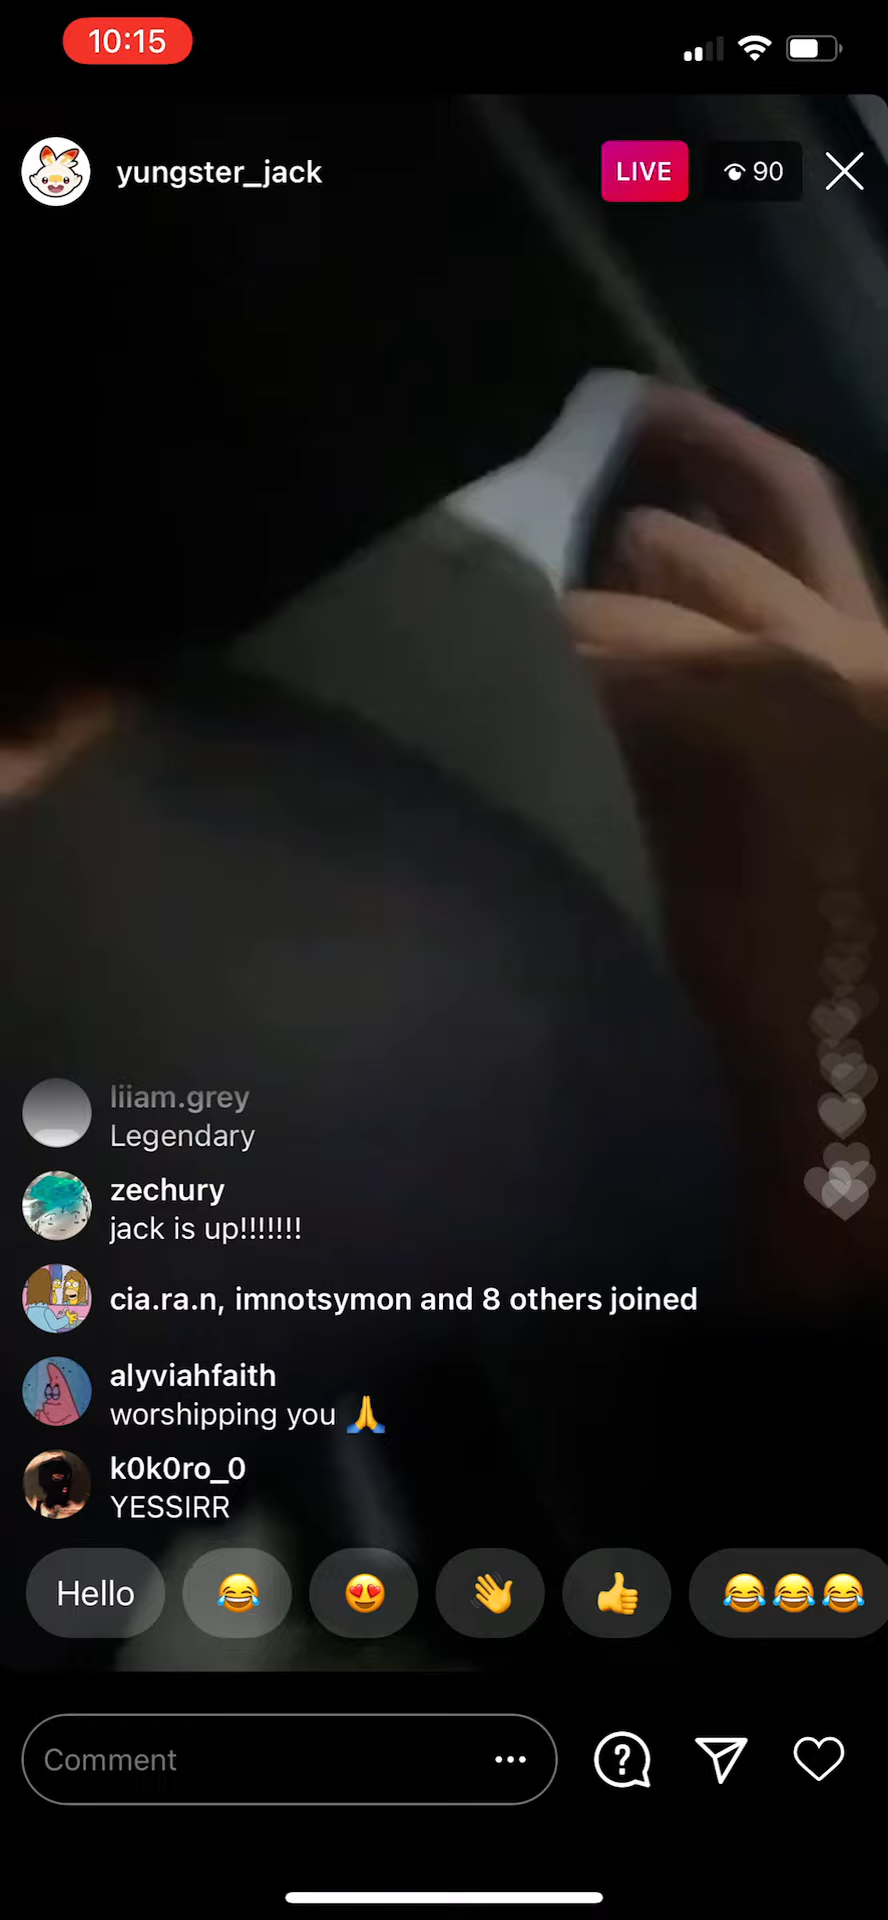 10:15
yungster_jack
LIVE
90
liiam.grey
Legendary
zechury
jack is up!!!!!!!
cia.ra.n, imnotsymon and 8 others joined
alyviahfaith
worshipping you 🙏
k0k0ro_0
YESSIRR
Hello 😂 😍 👋 👍 😂😂😂
Comment